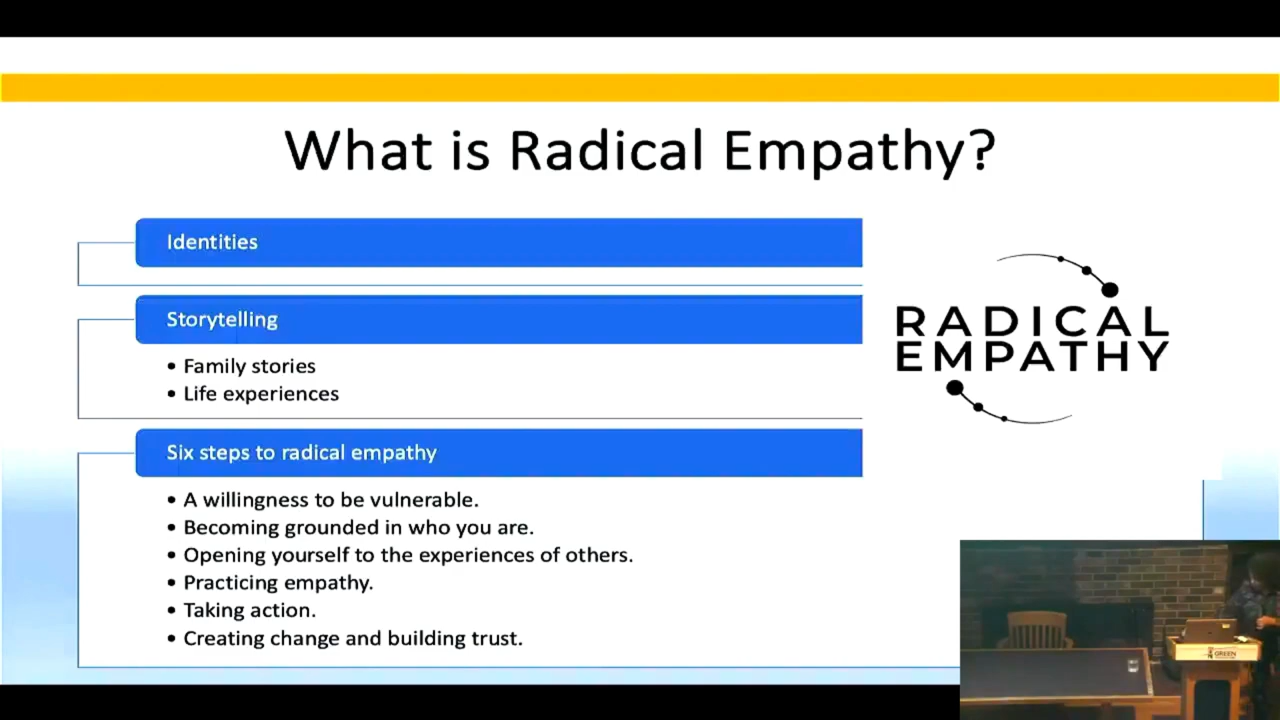 What is Radical Empathy?
Identities
Storytelling
• Family stories
• Life experiences
Six steps to radical empathy
• A willingness to be vulnerable.
• Becoming grounded in who you are.
• Opening yourself to the experiences of others.
• Practicing empathy.
• Taking action.
• Creating change and building trust.
RADICAL
EMPATHY
GREEN